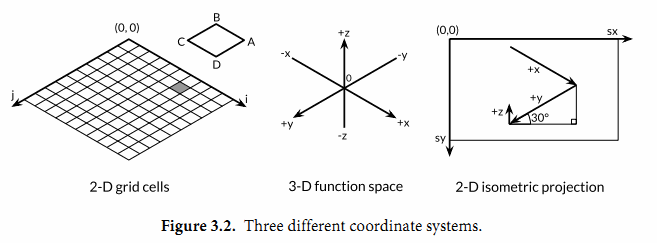 (0, 0)
B
C
A
D
j
i
2-D grid cells
+z
-x
-y
0
+y
+x
-z
3-D function space
(0,0)
sx
+x
+y
+z
30°
sy
2-D isometric projection
Figure 3.2. Three different coordinate systems.